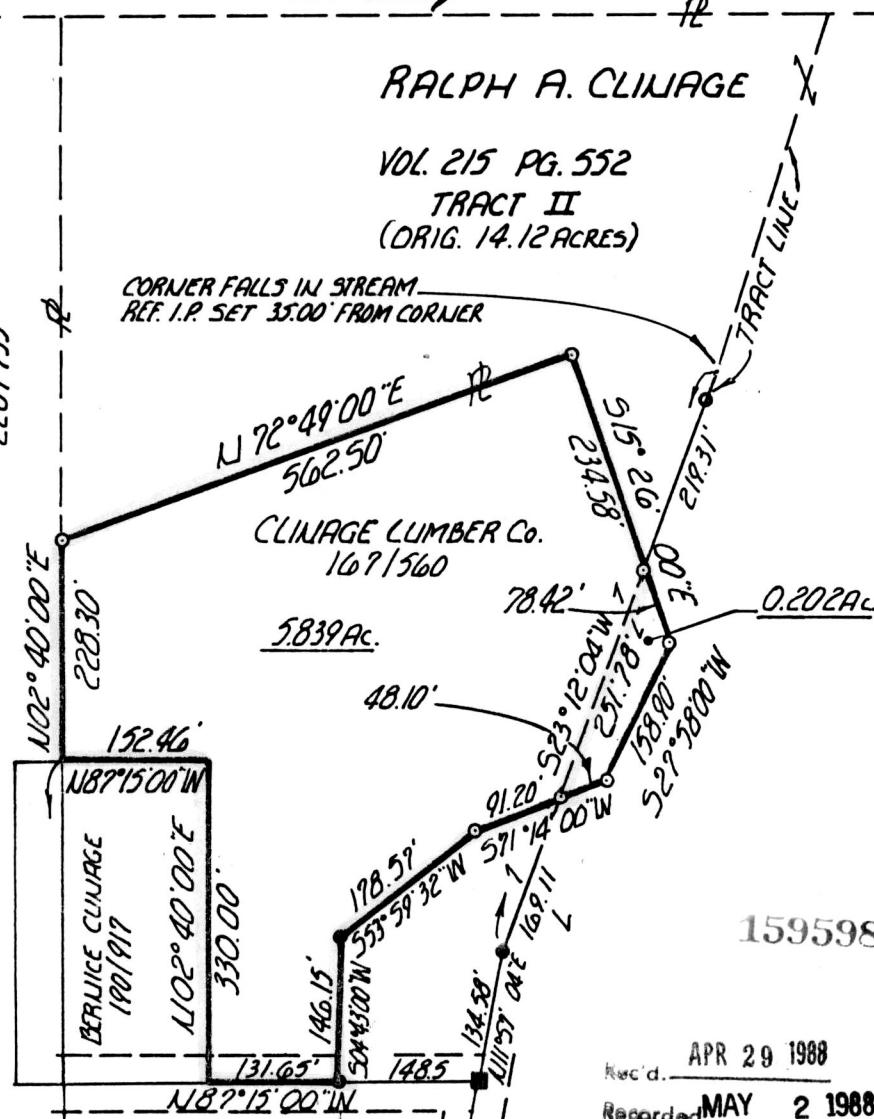 RALPH A. CLINAGE
VOL. 215 PG. 552
TRACT II
(ORIG. 14.12 ACRES)
TRACT LINE
CORNER FALLS IN STREAM
REF. I.P. SET 35.00' FROM CORNER
N 72°49'00"E
562.50'
S15°26'00"E
234.58'
219.31'
CLINAGE LUMBER Co.
167/560
5.839 Ac.
78.42'
0.202 Ac
N02°40'00"E
228.30'
S23°12'04"W
251.78'
48.10'
158.90'
S27°58'00"W
152.46'
N87°15'00"W
91.20'
S71°14'00"W
178.57'
S53°59'32"W
BERNICE CLINAGE
190/917
N02°40'00"E
330.00'
146.15'
S04°43'00"W
169.11
134.58'
N11°57'04"E
159598
131.65'
148.5
N87°15'00"W
Rec'd. APR 29 1988
Recorded MAY 2 1988